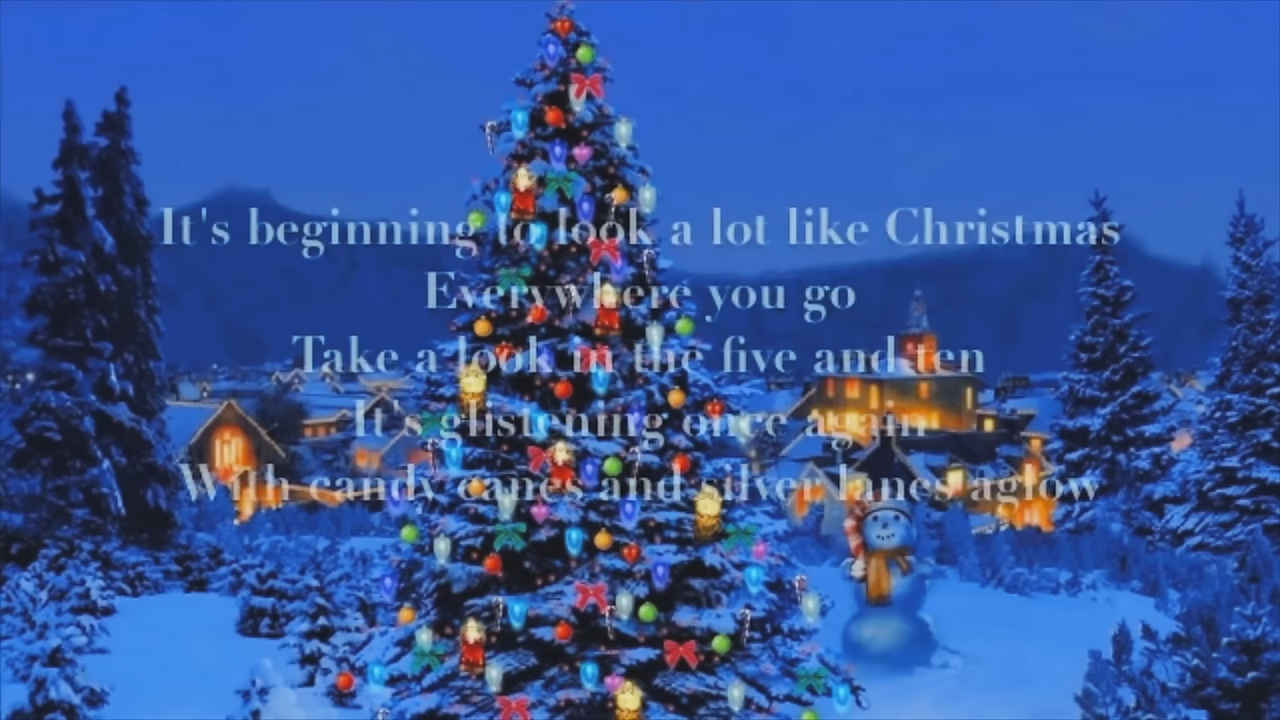 It's beginning to look a lot like Christmas
Everywhere you go
Take a look in the five and ten
It's glistening once again
With candy canes and silver lanes aglow